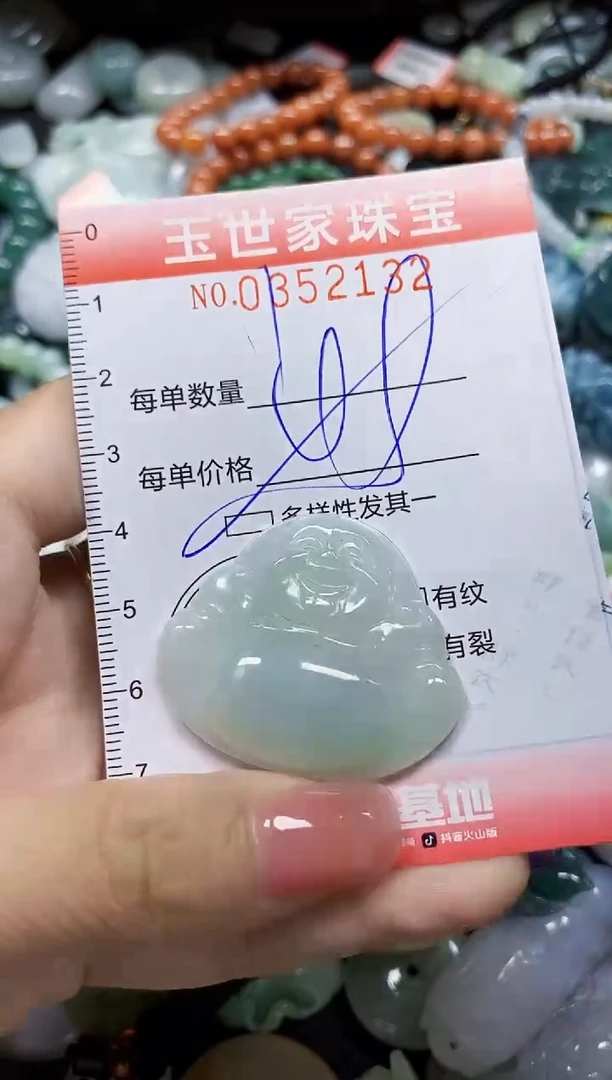 玉世家珠宝
NO.0352132
0
1
每单数量
2
每单价格
3
多样性发其一
4
有纹
5
有裂
6
7
基地
抖音火山版